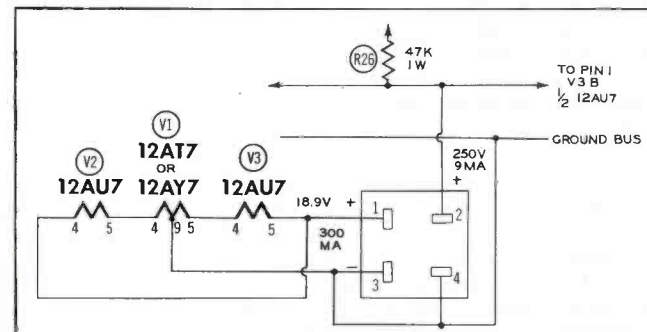 R26
47K
1W
TO PIN 1
V3 B
1/2 12AU7
GROUND BUS
V1
12AT7
OR
12AY7
V2
12AU7
V3
12AU7
250V
9MA
+
18.9V +
300
MA
−
4 5
4 9 5
4 5
1
2
3
4